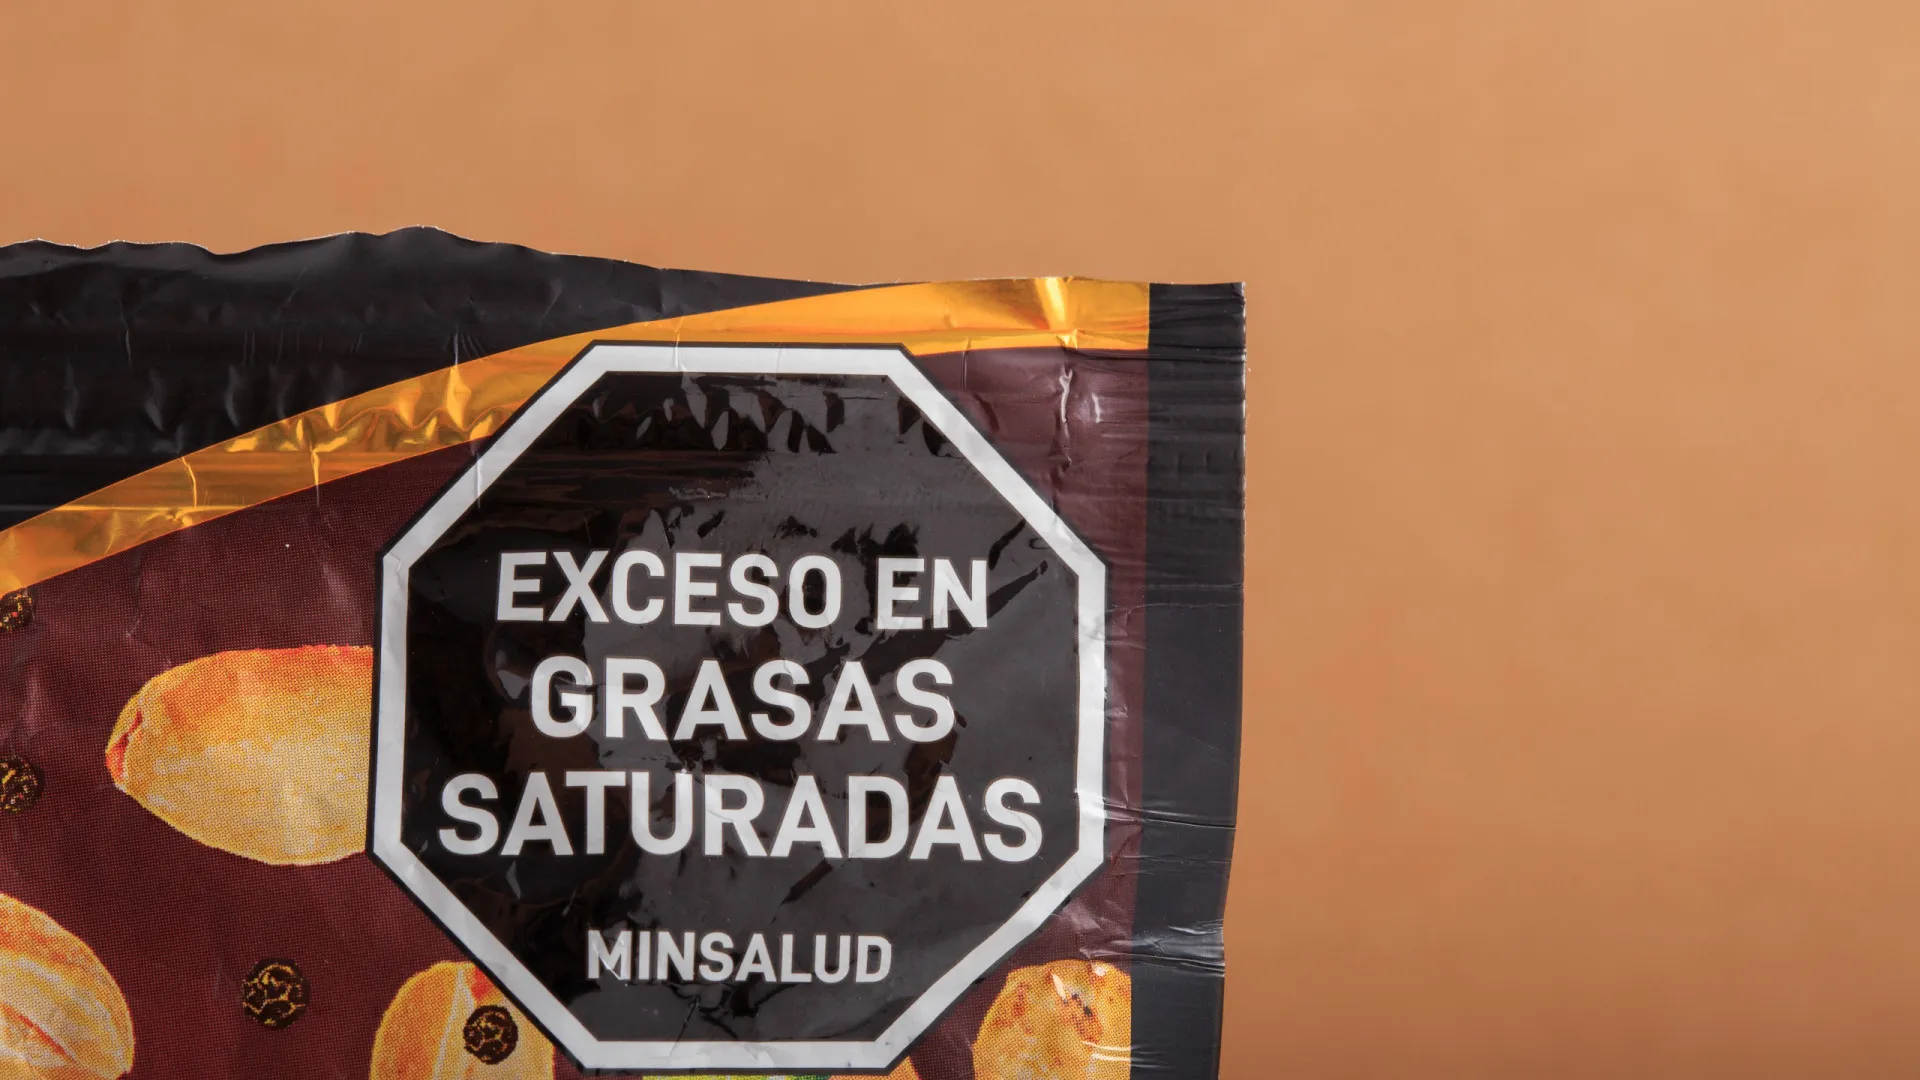 EXCESO EN
GRASAS
SATURADAS
MINSALUD